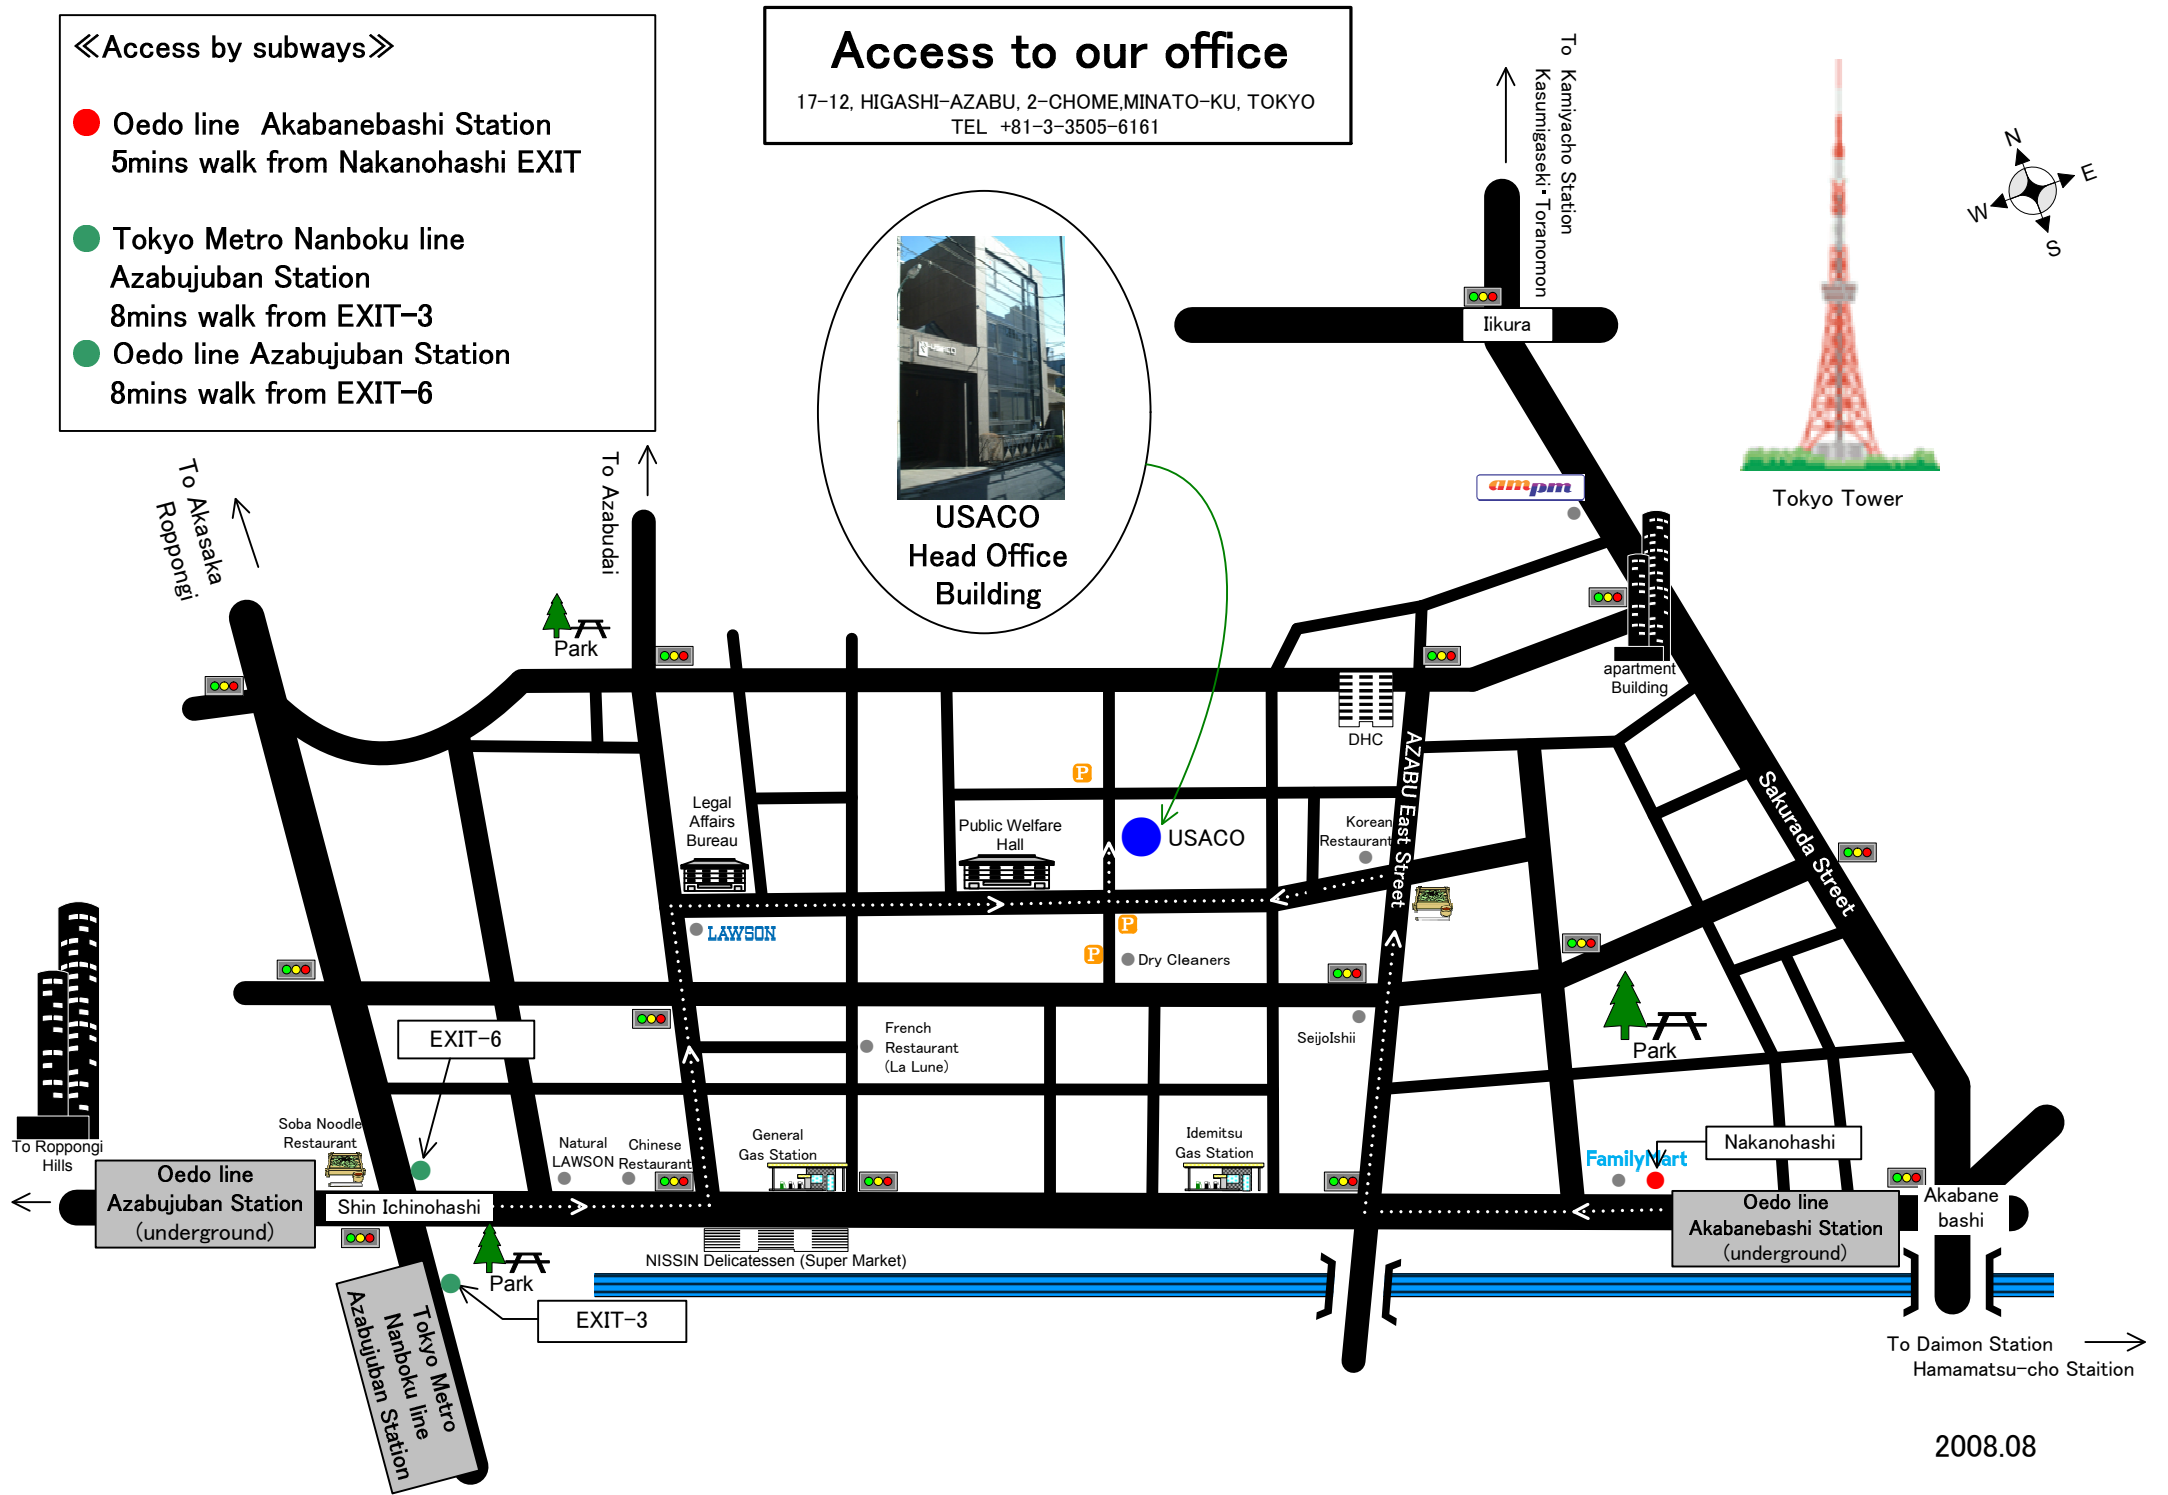 ≪Access by subways≫
Oedo line Akabanebashi Station
5mins walk from Nakanohashi EXIT
Tokyo Metro Nanboku line
Azabujuban Station
8mins walk from EXIT-3
Oedo line Azabujuban Station
8mins walk from EXIT-6
Access to our office
17-12, HIGASHI-AZABU, 2-CHOME,MINATO-KU, TOKYO
TEL +81-3-3505-6161
To Kamiyacho Station
Kasumigaseki・Toranomon
N
E
W
S
Iikura
Tokyo Tower
ampm
USACO
Head Office
Building
To Akasaka
Roppongi
To Azabudai
Park
apartment
Building
DHC
AZABU East Street
Sakurada Street
P
Legal
Affairs
Bureau
Public Welfare
Hall
USACO
Korean
Restaurant
LAWSON
P
P
Dry Cleaners
EXIT-6
French
Restaurant
(La Lune)
SeijoIshii
Park
To Roppongi
Hills
Soba Noodle
Restaurant
Natural
LAWSON
Chinese
Restaurant
General
Gas Station
Idemitsu
Gas Station
FamilyMart
Nakanohashi
Oedo line
Azabujuban Station
(underground)
Shin Ichinohashi
Oedo line
Akabanebashi Station
(underground)
Akabane
bashi
NISSIN Delicatessen (Super Market)
Park
EXIT-3
Tokyo Metro
Nanboku line
Azabujuban Station
To Daimon Station
Hamamatsu-cho Staition
2008.08